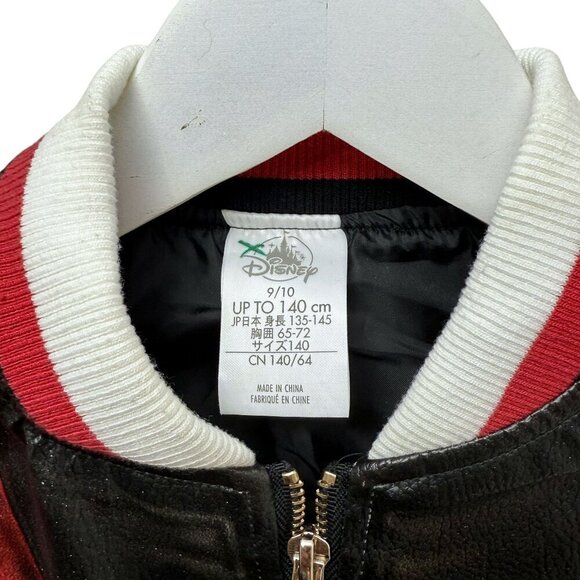 Disney
9/10
UP TO 140 cm
JP日本 身長 135-145
胸囲 65-72
サイズ140
CN 140/64
MADE IN CHINA
FABRIQUÉ EN CHINE